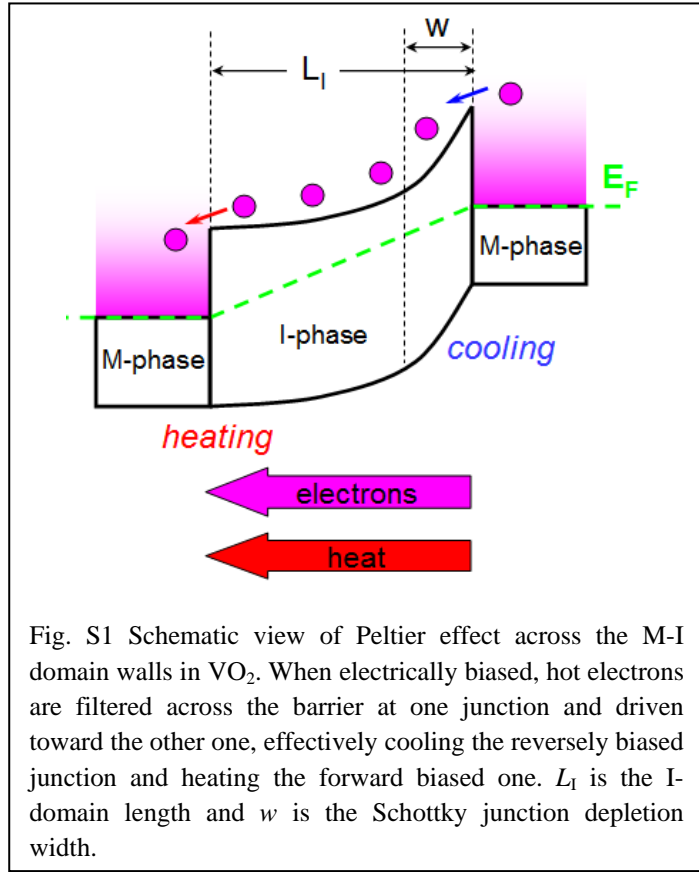 w
L_I
E_F
M-phase
I-phase
M-phase
cooling
heating
electrons
heat
Fig. S1 Schematic view of Peltier effect across the M-I
domain walls in VO₂. When electrically biased, hot electrons
are filtered across the barrier at one junction and driven
toward the other one, effectively cooling the reversely biased
junction and heating the forward biased one. L_I is the I-
domain length and w is the Schottky junction depletion
width.